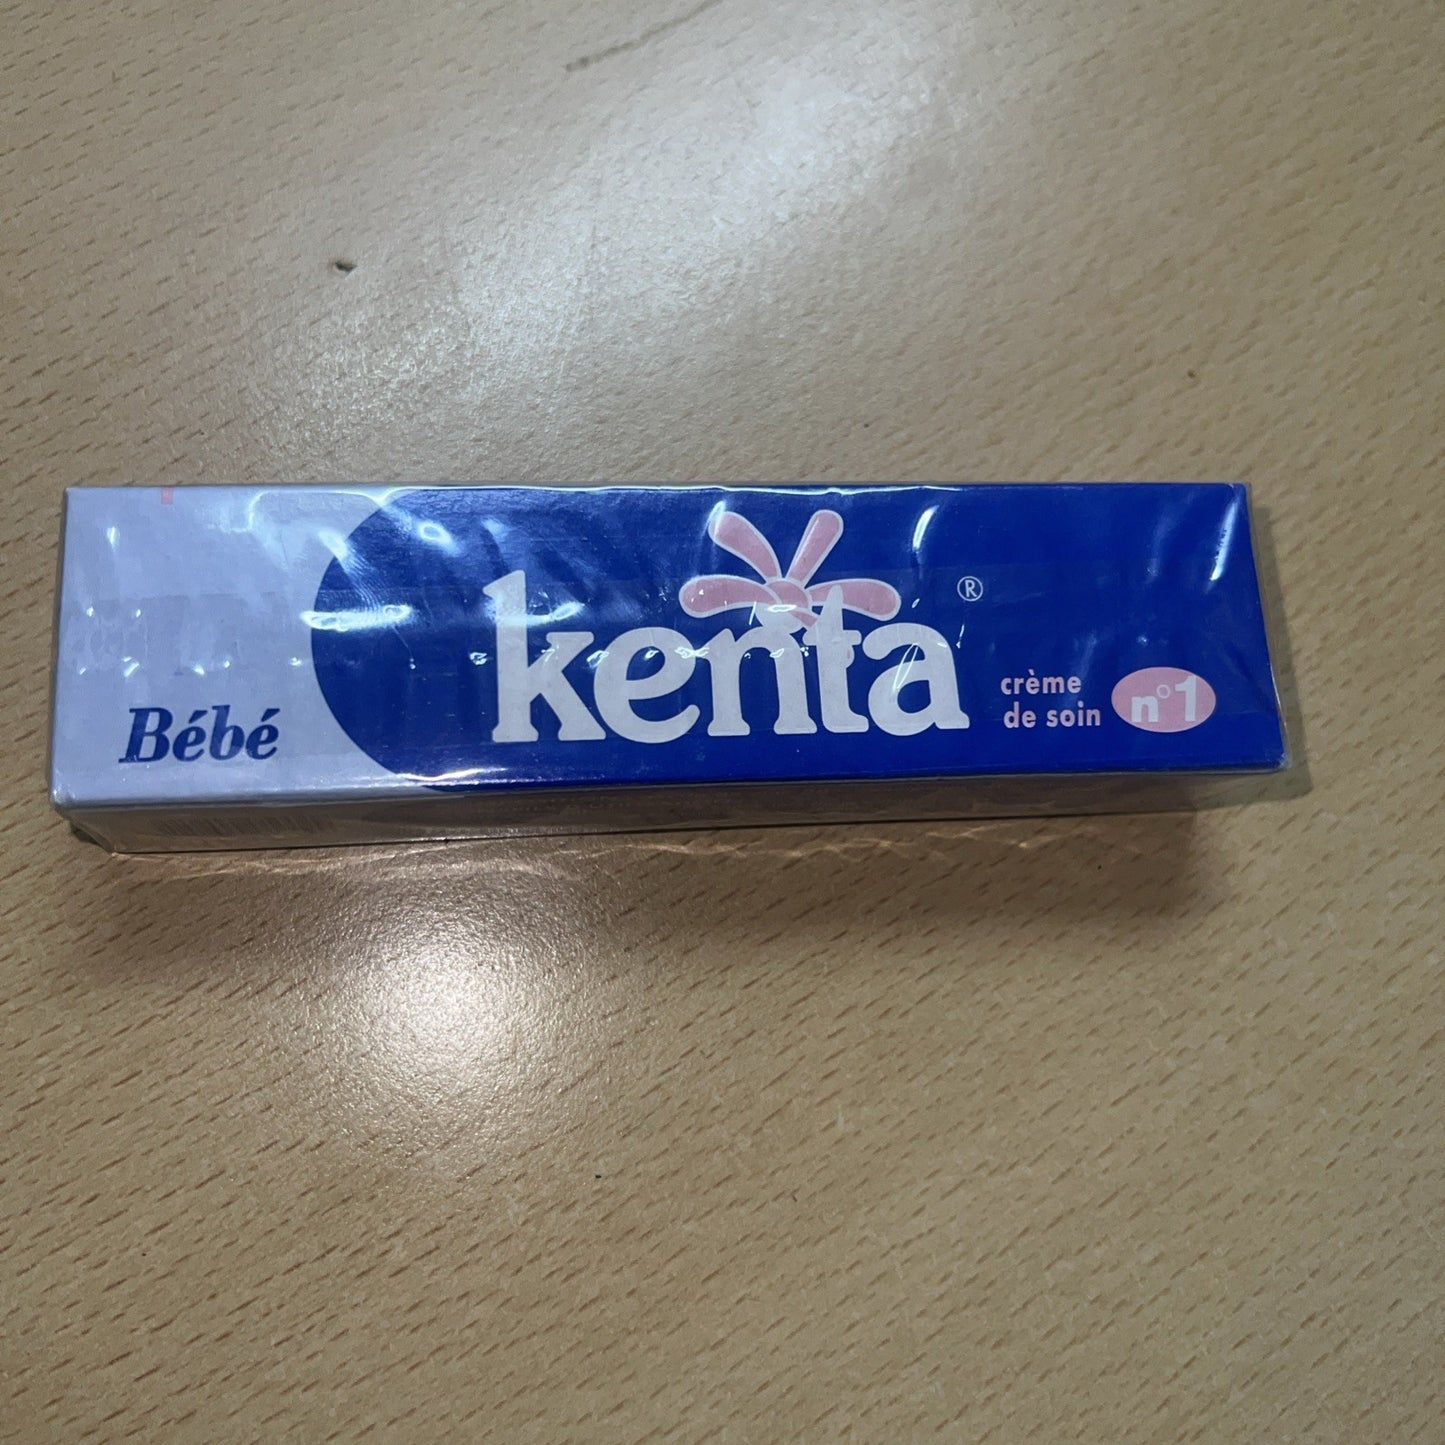 Bébé
kenta ®
crème
de soin n°1